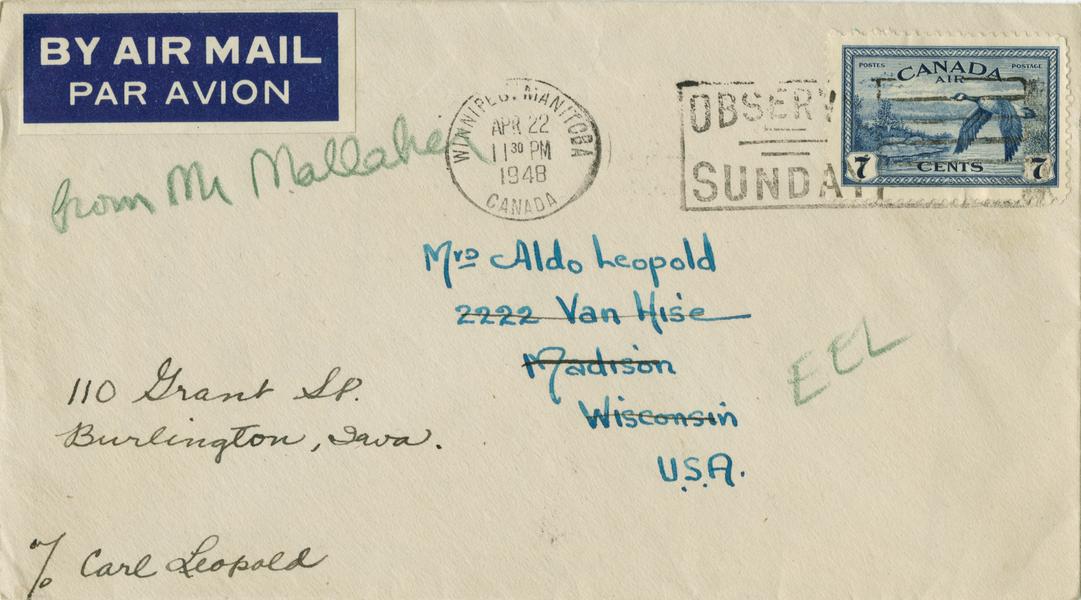 BY AIR MAIL
PAR AVION
from Mr Mallaher
WINNIPEG, MANITOBA
APR 22
11 30 PM
1948
CANADA
OBSERV
SUNDAY
POSTES POSTAGE
CANADA
AIR
7 CENTS 7
Mrs Aldo Leopold
2222 Van Hise
Madison
Wisconsin
U.S.A.
EEL
110 Grant St.
Burlington, Iowa.
% Carl Leopold